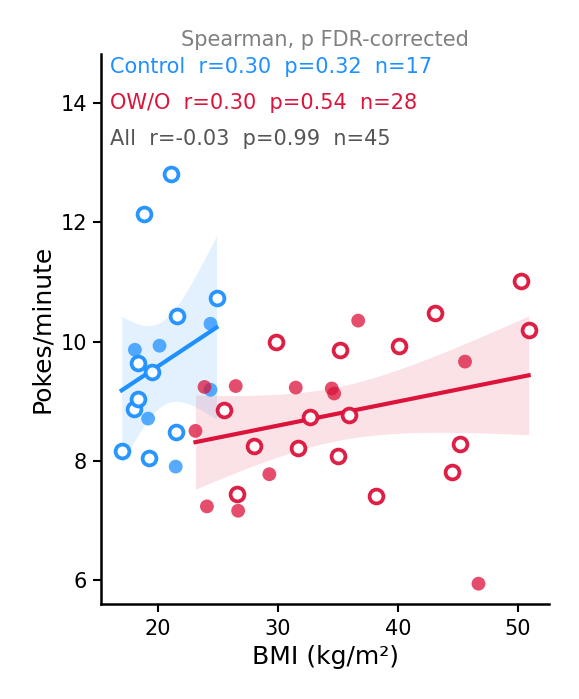 Spearman, p FDR-corrected
Control r=0.30 p=0.32 n=17
OW/O r=0.30 p=0.54 n=28
All r=-0.03 p=0.99 n=45
14
12
10
8
6
Pokes/minute
20 30 40 50
BMI (kg/m²)